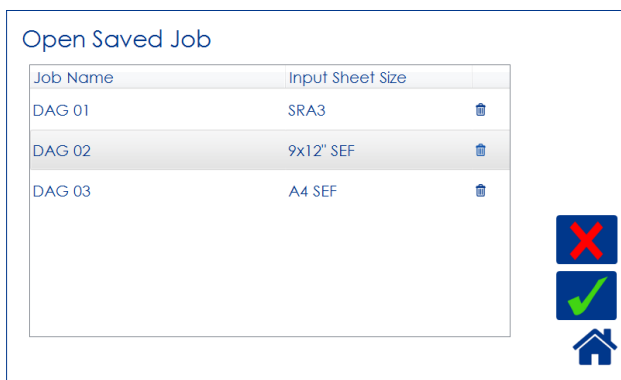 Open Saved Job
Job Name Input Sheet Size
DAG 01 SRA3
DAG 02 9x12" SEF
DAG 03 A4 SEF